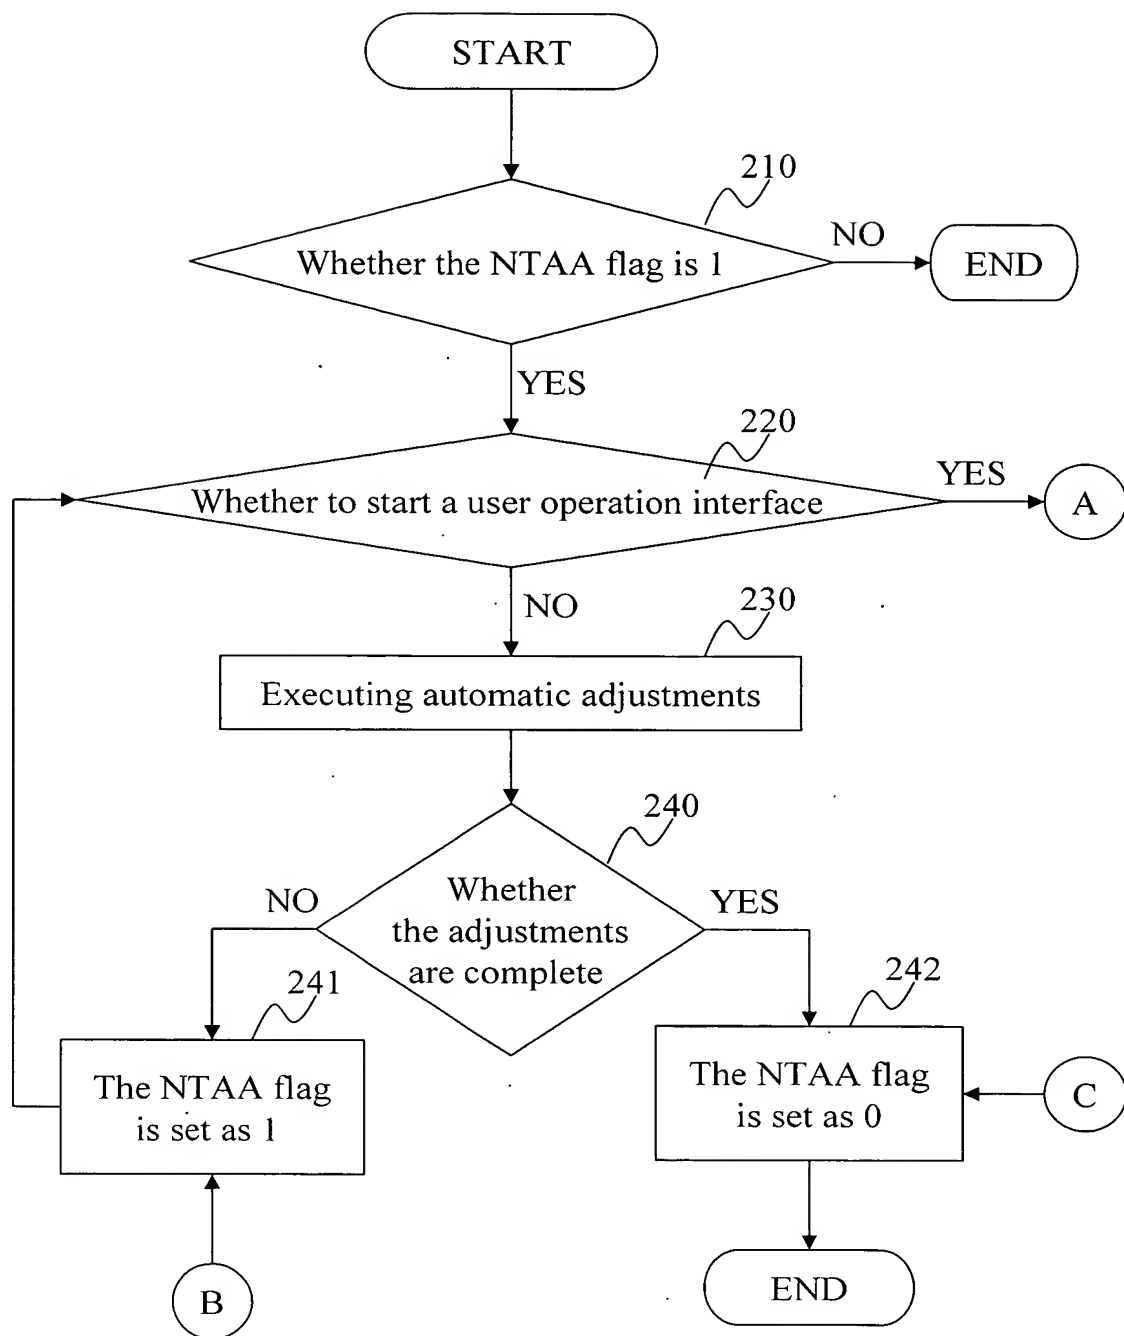 START
210
Whether the NTAA flag is 1
NO
END
YES
220
Whether to start a user operation interface
YES
A
NO
230
Executing automatic adjustments
240
Whether
the adjustments
are complete
NO
YES
241
The NTAA flag
is set as 1
242
The NTAA flag
is set as 0
C
B
END